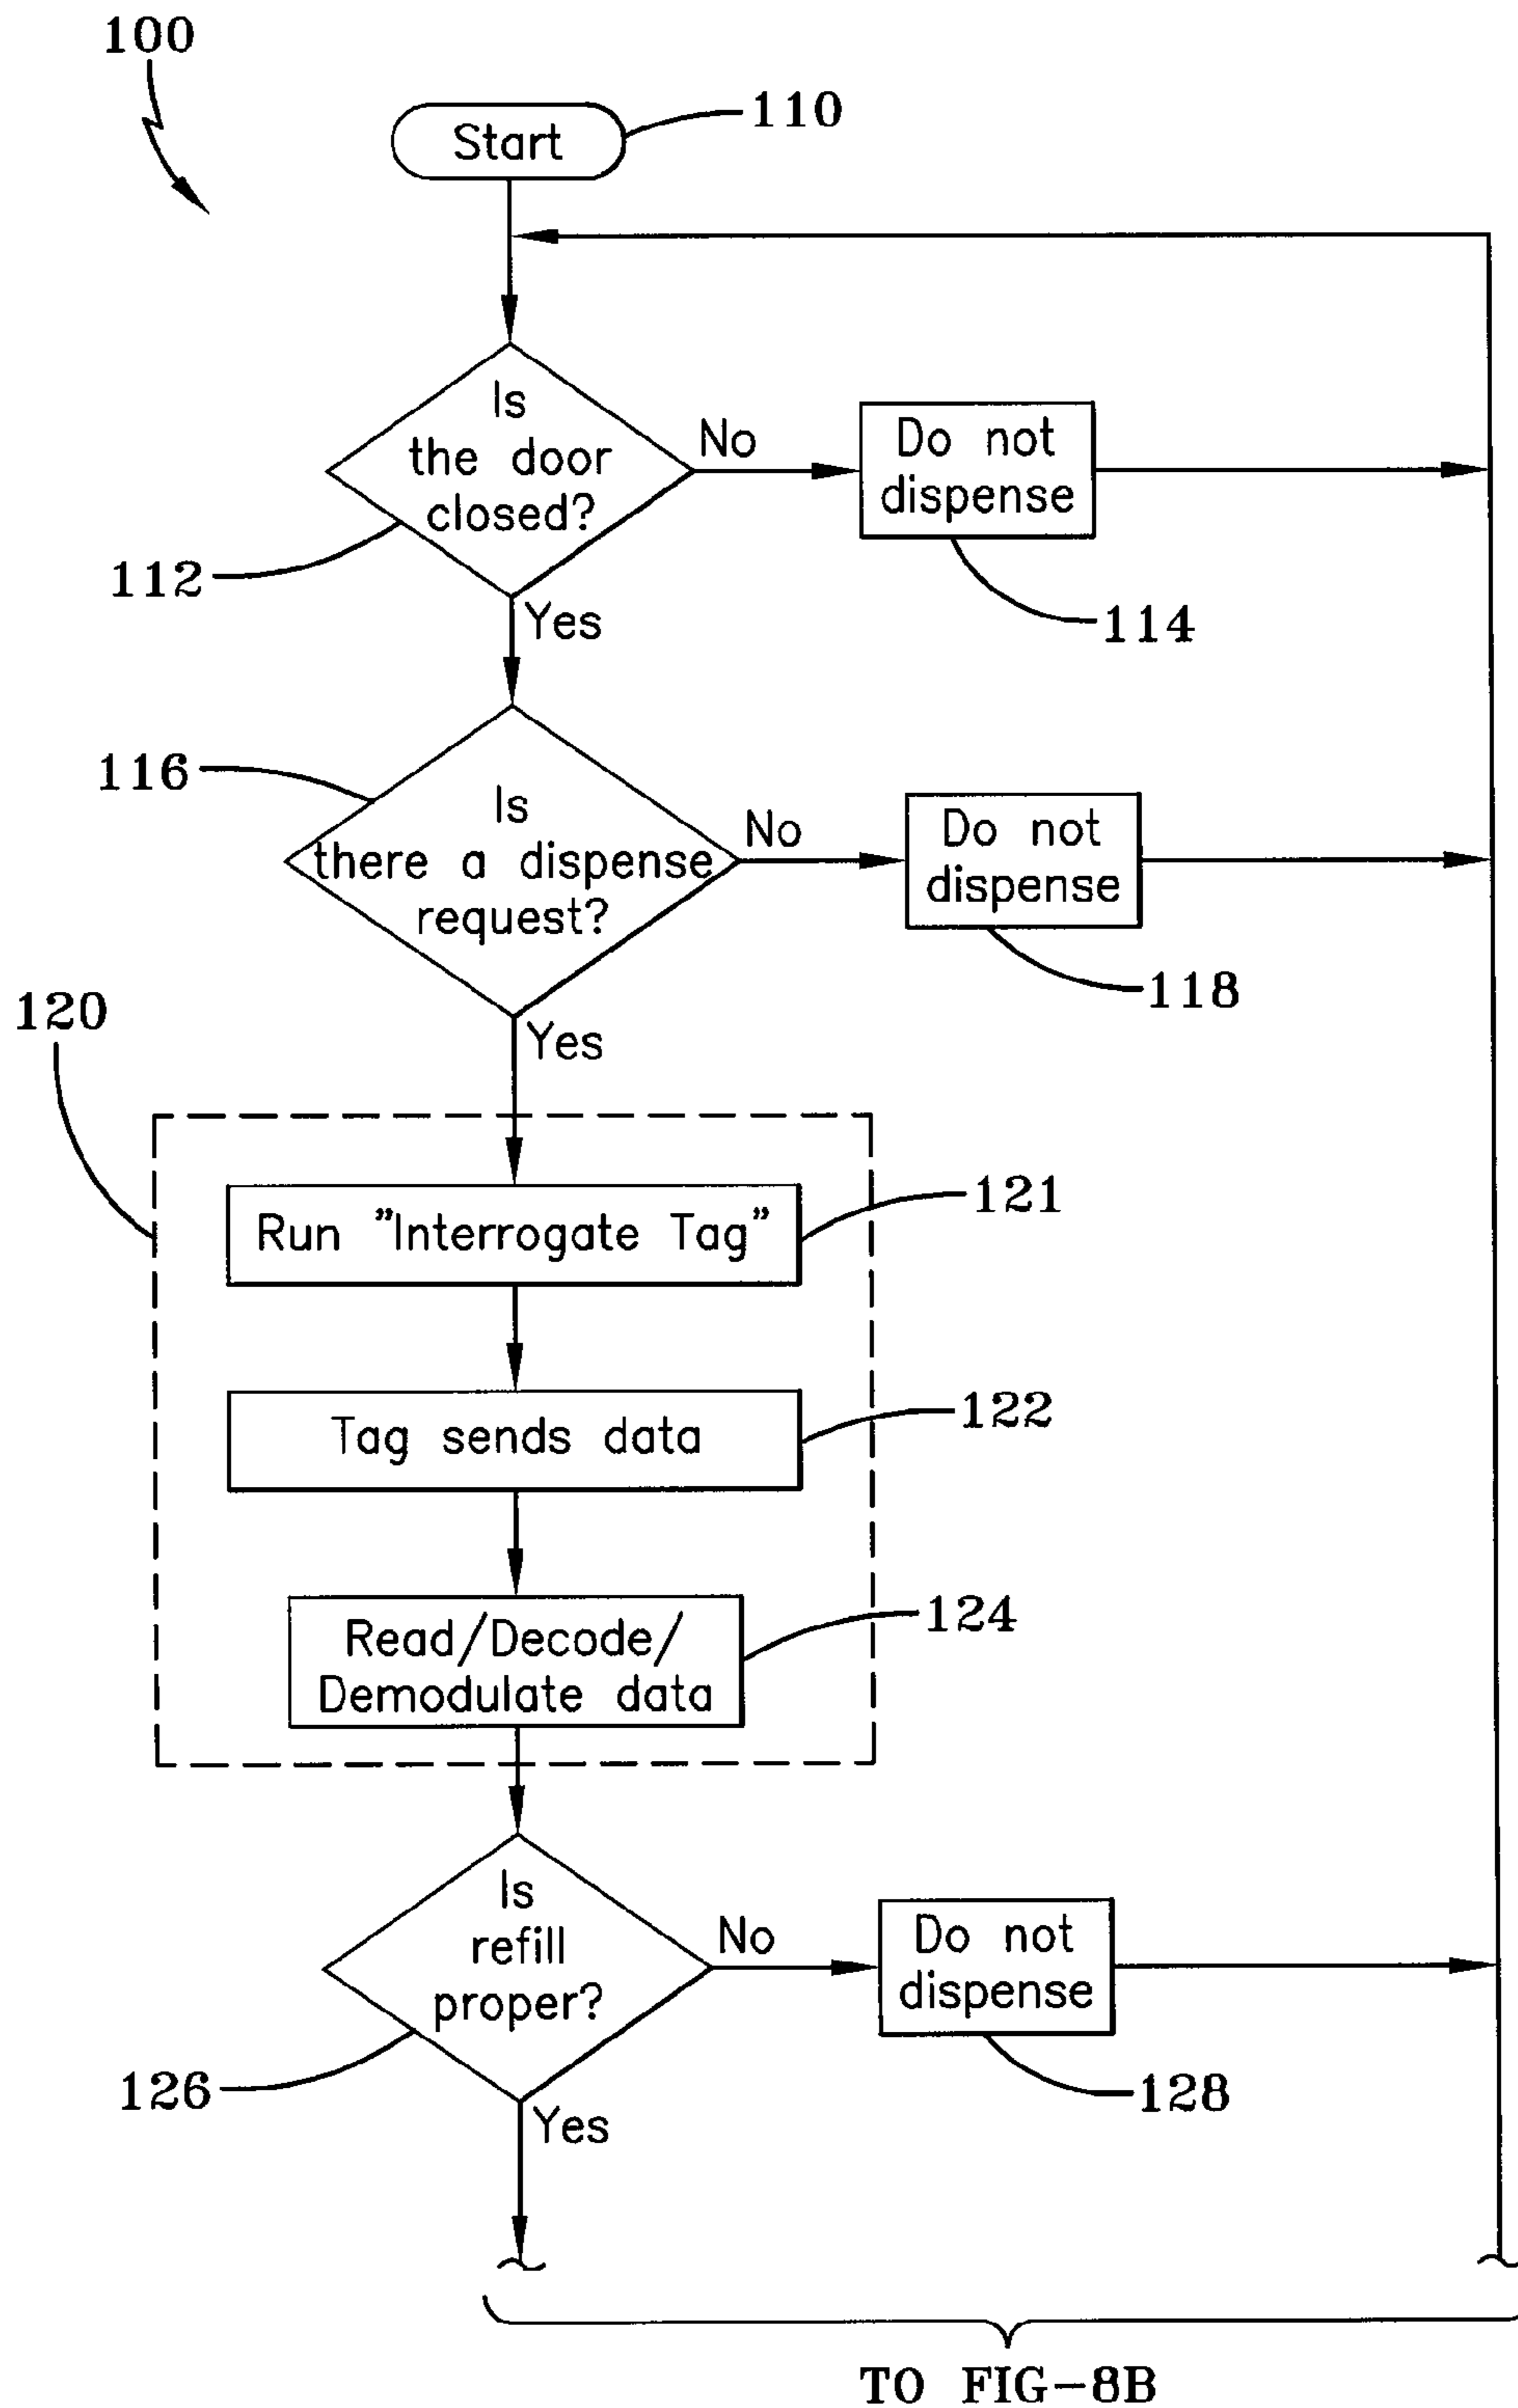 100
Start
110
Is
the door
closed?
No
Do not
dispense
112
114
Yes
116
Is
there a dispense
request?
No
Do not
dispense
118
120
Yes
Run "Interrogate Tag"
121
Tag sends data
122
Read/Decode/
Demodulate data
124
Is
refill
proper?
No
Do not
dispense
126
128
Yes
TO FIG-8B